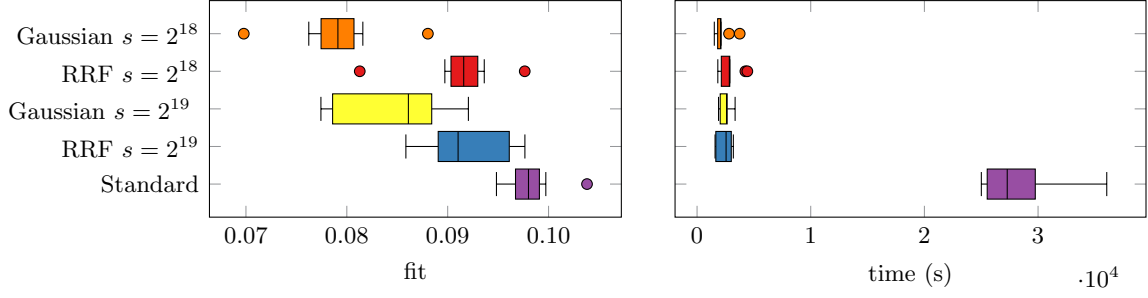 Gaussian s = 2^18
RRF s = 2^18
Gaussian s = 2^19
RRF s = 2^19
Standard
0.07 0.08 0.09 0.10
fit
0 1 2 3
time (s)
·10^4